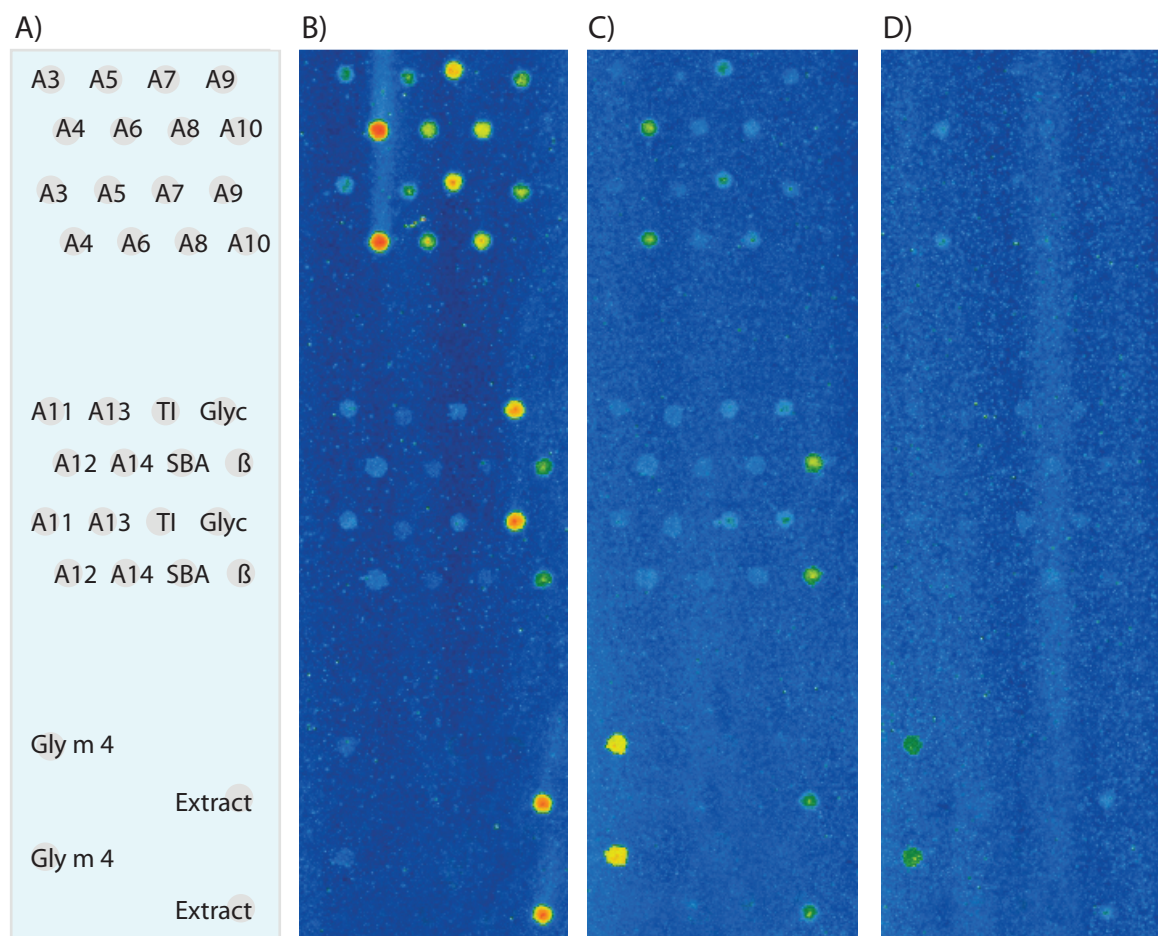 A) B) C) D)
A3 A5 A7 A9
A4 A6 A8 A10
A3 A5 A7 A9
A4 A6 A8 A10
A11 A13 TI Glyc
A12 A14 SBA ß
A11 A13 TI Glyc
A12 A14 SBA ß
Gly m 4
Extract
Gly m 4
Extract